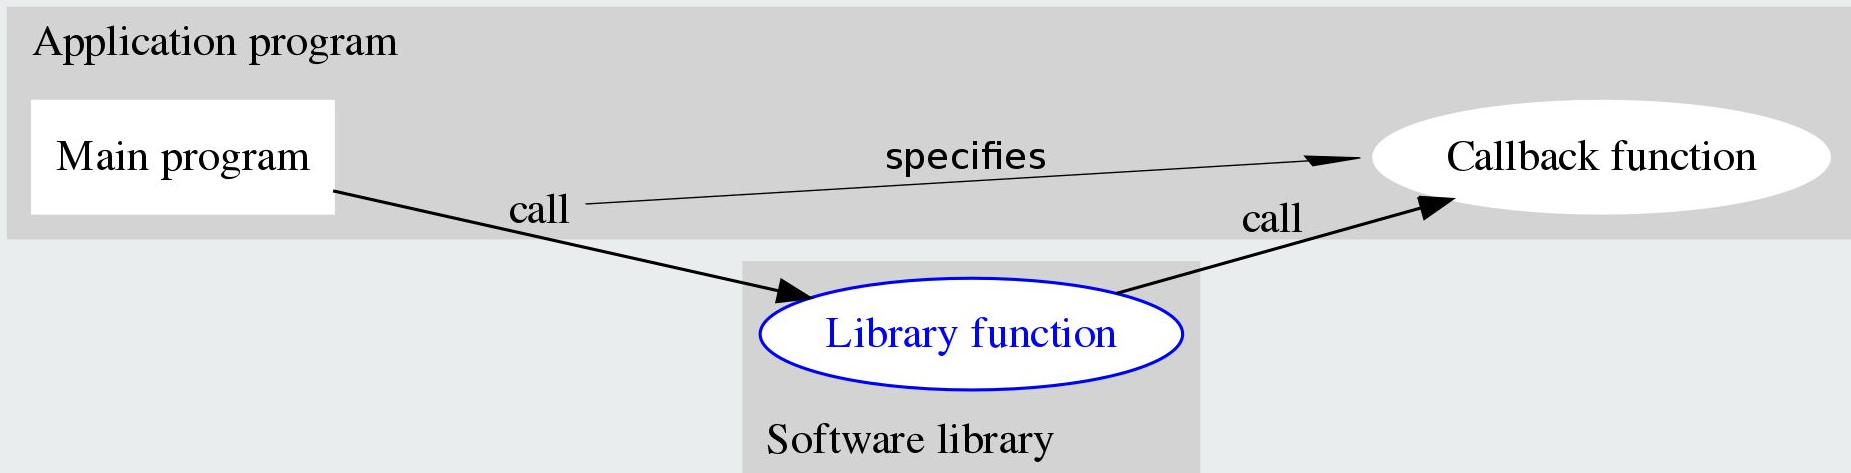 Application program
Main program
specifies
Callback function
call
call
Library function
Software library